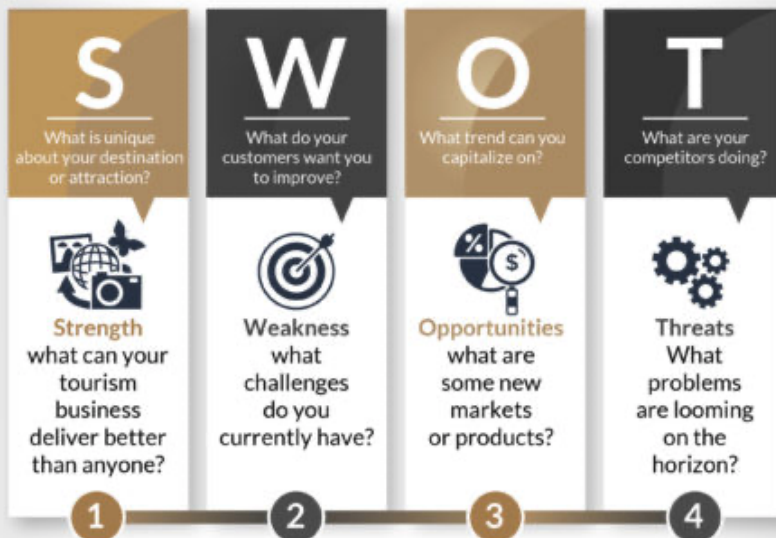 S
What is unique
about your destination
or attraction?
Strength
what can your
tourism
business
deliver better
than anyone?
1
W
What do your
customers want you
to improve?
Weakness
what
challenges
do you
currently have?
2
O
What trend can you
capitalize on?
%
$
Opportunities
what are
some new
markets
or products?
3
T
What are your
competitors doing?
Threats
What
problems
are looming
on the
horizon?
4